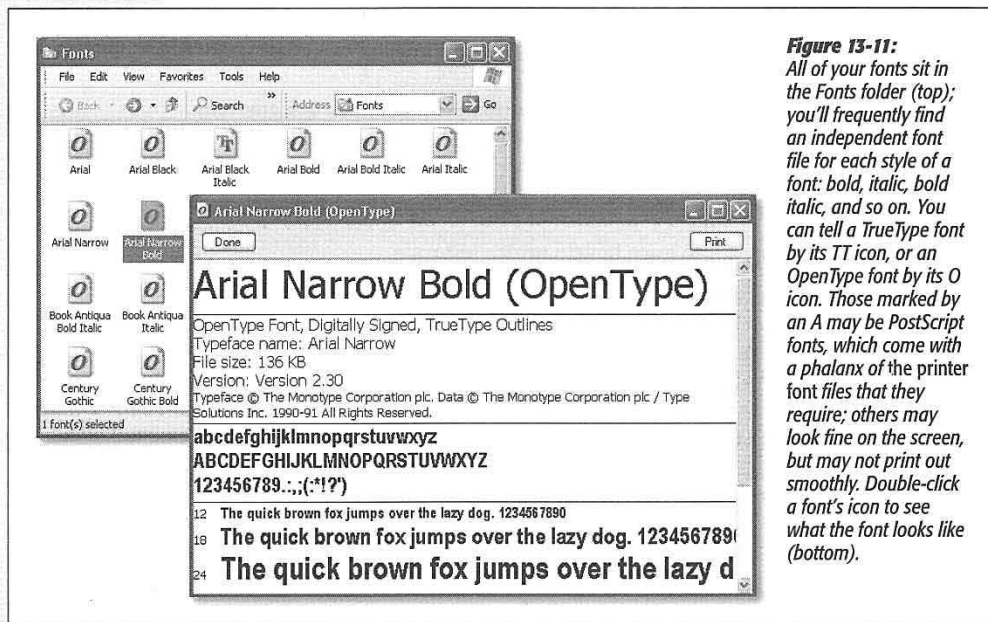 Fonts
File Edit View Favorites Tools Help
Back Search » Address Fonts Go
Arial Arial Black Arial Black Italic Arial Bold Arial Bold Italic Arial Italic
Arial Narrow Arial Narrow Bold
Book Antiqua Bold Italic Book Antiqua Italic
Century Gothic Century Gothic Bold
1 font(s) selected
Arial Narrow Bold (OpenType)
Done Print
Arial Narrow Bold (OpenType)
OpenType Font, Digitally Signed, TrueType Outlines
Typeface name: Arial Narrow
File size: 136 KB
Version: Version 2.30
Typeface © The Monotype Corporation plc. Data © The Monotype Corporation plc / Type
Solutions Inc. 1990-91 All Rights Reserved.
abcdefghijklmnopqrstuvwxyz
ABCDEFGHIJKLMNOPQRSTUVWXYZ
123456789.:,;(:*!?')
12 The quick brown fox jumps over the lazy dog. 1234567890
18 The quick brown fox jumps over the lazy dog. 123456789
24 The quick brown fox jumps over the lazy d
Figure 13-11:
All of your fonts sit in
the Fonts folder (top);
you'll frequently find
an independent font
file for each style of a
font: bold, italic, bold
italic, and so on. You
can tell a TrueType font
by its TT icon, or an
OpenType font by its O
icon. Those marked by
an A may be PostScript
fonts, which come with
a phalanx of the printer
font files that they
require; others may
look fine on the screen,
but may not print out
smoothly. Double-click
a font's icon to see
what the font looks like
(bottom).